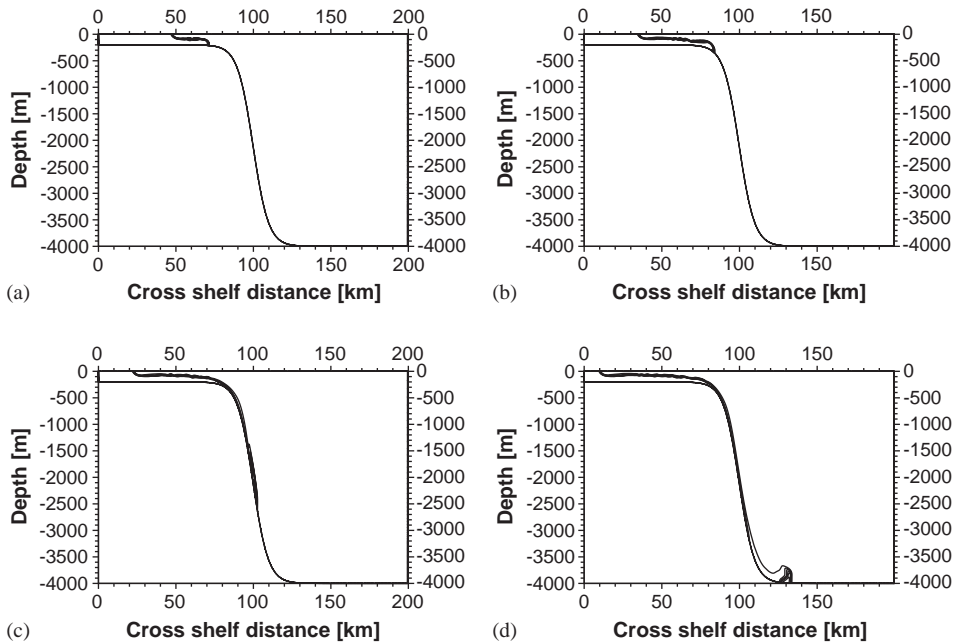 0 50 100 150 200
0 0
-500 -500
-1000 -1000
-1500 -1500
-2000 -2000
-2500 -2500
-3000 -3000
-3500 -3500
-4000 -4000
Depth [m]
0 50 100 150 200
(a) Cross shelf distance [km]
0 50 100 150
0 0
-500 -500
-1000 -1000
-1500 -1500
-2000 -2000
-2500 -2500
-3000 -3000
-3500 -3500
-4000 -4000
Depth [m]
0 50 100 150
(b) Cross shelf distance [km]
0 50 100 150 200
0 0
-500 -500
-1000 -1000
-1500 -1500
-2000 -2000
-2500 -2500
-3000 -3000
-3500 -3500
-4000 -4000
Depth [m]
0 50 100 150 200
(c) Cross shelf distance [km]
0 50 100 150
0 0
-500 -500
-1000 -1000
-1500 -1500
-2000 -2000
-2500 -2500
-3000 -3000
-3500 -3500
-4000 -4000
Depth [m]
0 50 100 150
(d) Cross shelf distance [km]